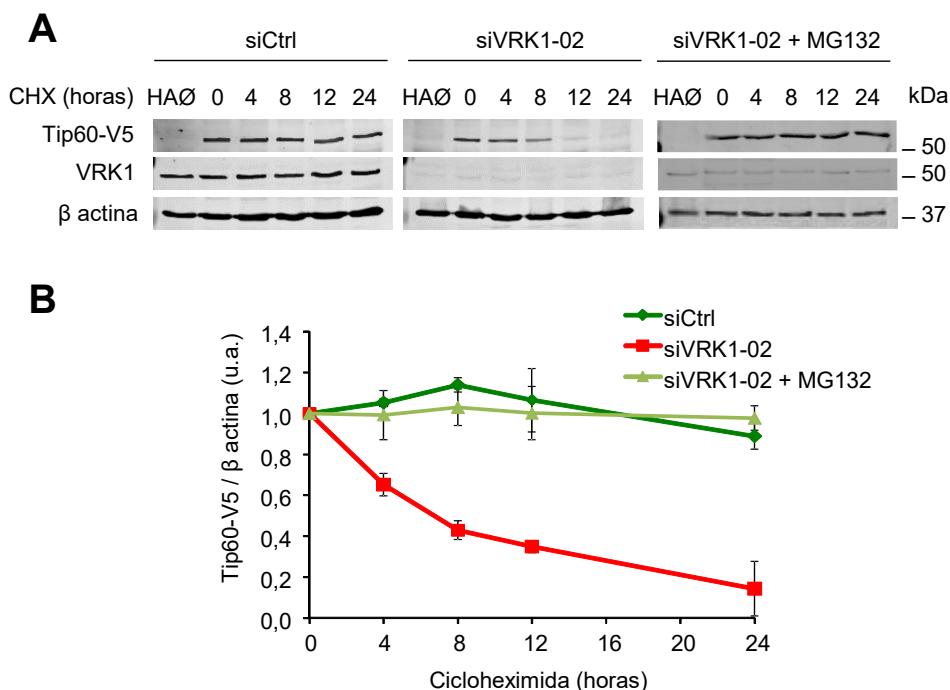 A
siCtrl siVRK1-02 siVRK1-02 + MG132
CHX (horas) HAØ 0 4 8 12 24 HAØ 0 4 8 12 24 HAØ 0 4 8 12 24 kDa
Tip60-V5 – 50
VRK1 – 50
β actina – 37
B
siCtrl
siVRK1-02
siVRK1-02 + MG132
Tip60-V5 / β actina (u.a.)
1,4
1,2
1,0
0,8
0,6
0,4
0,2
0,0
0 4 8 12 16 20 24
Cicloheximida (horas)